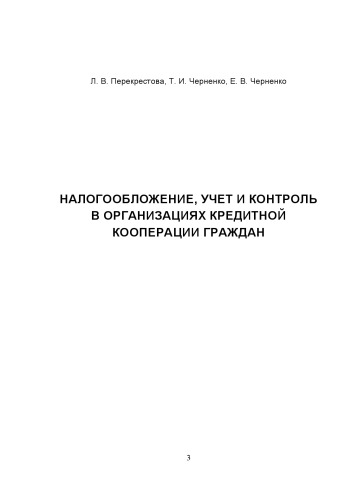 Л. В. Перекрестова, Т. И. Черненко, Е. В. Черненко
НАЛОГООБЛОЖЕНИЕ, УЧЕТ И КОНТРОЛЬ
В ОРГАНИЗАЦИЯХ КРЕДИТНОЙ
КООПЕРАЦИИ ГРАЖДАН
3